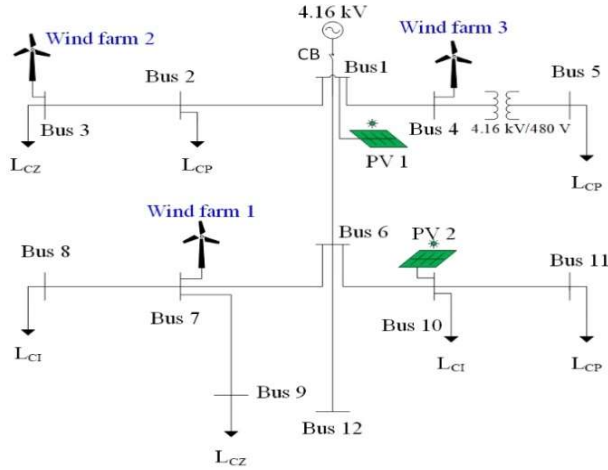 4.16 kV
Wind farm 2
Wind farm 3
CB
Bus 2
Bus1
Bus 5
Bus 3
Bus 4
4.16 kV/480 V
PV 1
LCZ
LCP
LCP
Wind farm 1
Bus 6
PV 2
Bus 8
Bus 11
Bus 7
Bus 10
LCI
LCI
LCP
Bus 9
Bus 12
LCZ